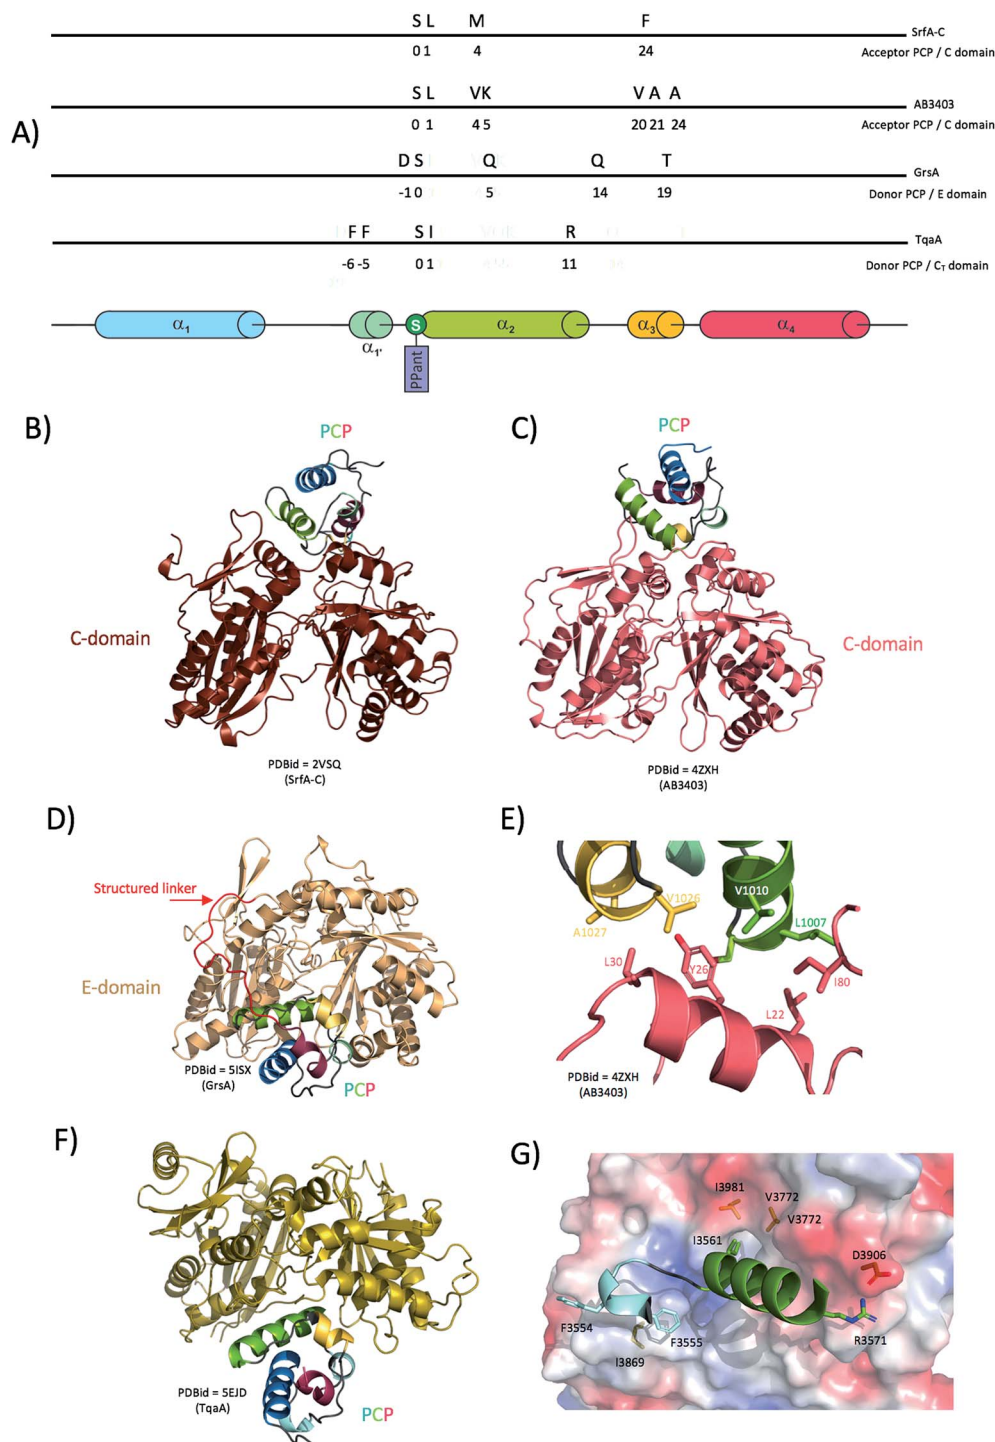 A)
S L M F
SrfA-C
0 1 4 24
Acceptor PCP / C domain
S L VK V A A
AB3403
0 1 4 5 20 21 24
Acceptor PCP / C domain
D S Q Q T
GrsA
-1 0 5 14 19
Donor PCP / E domain
F F S I R
TqaA
-6 -5 0 1 11
Donor PCP / CT domain
α1 α1' S α2 α3 α4
PPant
B)
PCP
C-domain
PDBid = 2VSQ
(SrfA-C)
C)
PCP
C-domain
PDBid = 4ZXH
(AB3403)
D)
Structured linker
E-domain
PDBid = 5ISX
(GrsA)
PCP
E)
V1010
V1026
A1027
L1007
L30
Y26
I80
L22
PDBid = 4ZXH
(AB3403)
F)
PDBid = 5EJD
(TqaA)
PCP
G)
I3981
V3772
V3772
I3561
D3906
F3554
F3555
R3571
I3869